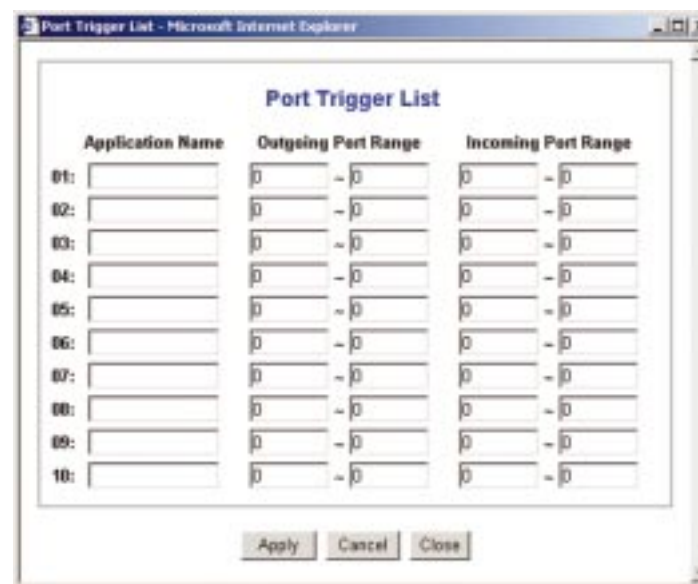 Port Trigger List - Microsoft Internet Explorer
Port Trigger List
Application Name Outgoing Port Range Incoming Port Range
01: 0 ~ 0 0 ~ 0
02: 0 ~ 0 0 ~ 0
03: 0 ~ 0 0 ~ 0
04: 0 ~ 0 0 ~ 0
05: 0 ~ 0 0 ~ 0
06: 0 ~ 0 0 ~ 0
07: 0 ~ 0 0 ~ 0
08: 0 ~ 0 0 ~ 0
09: 0 ~ 0 0 ~ 0
10: 0 ~ 0 0 ~ 0
Apply Cancel Close